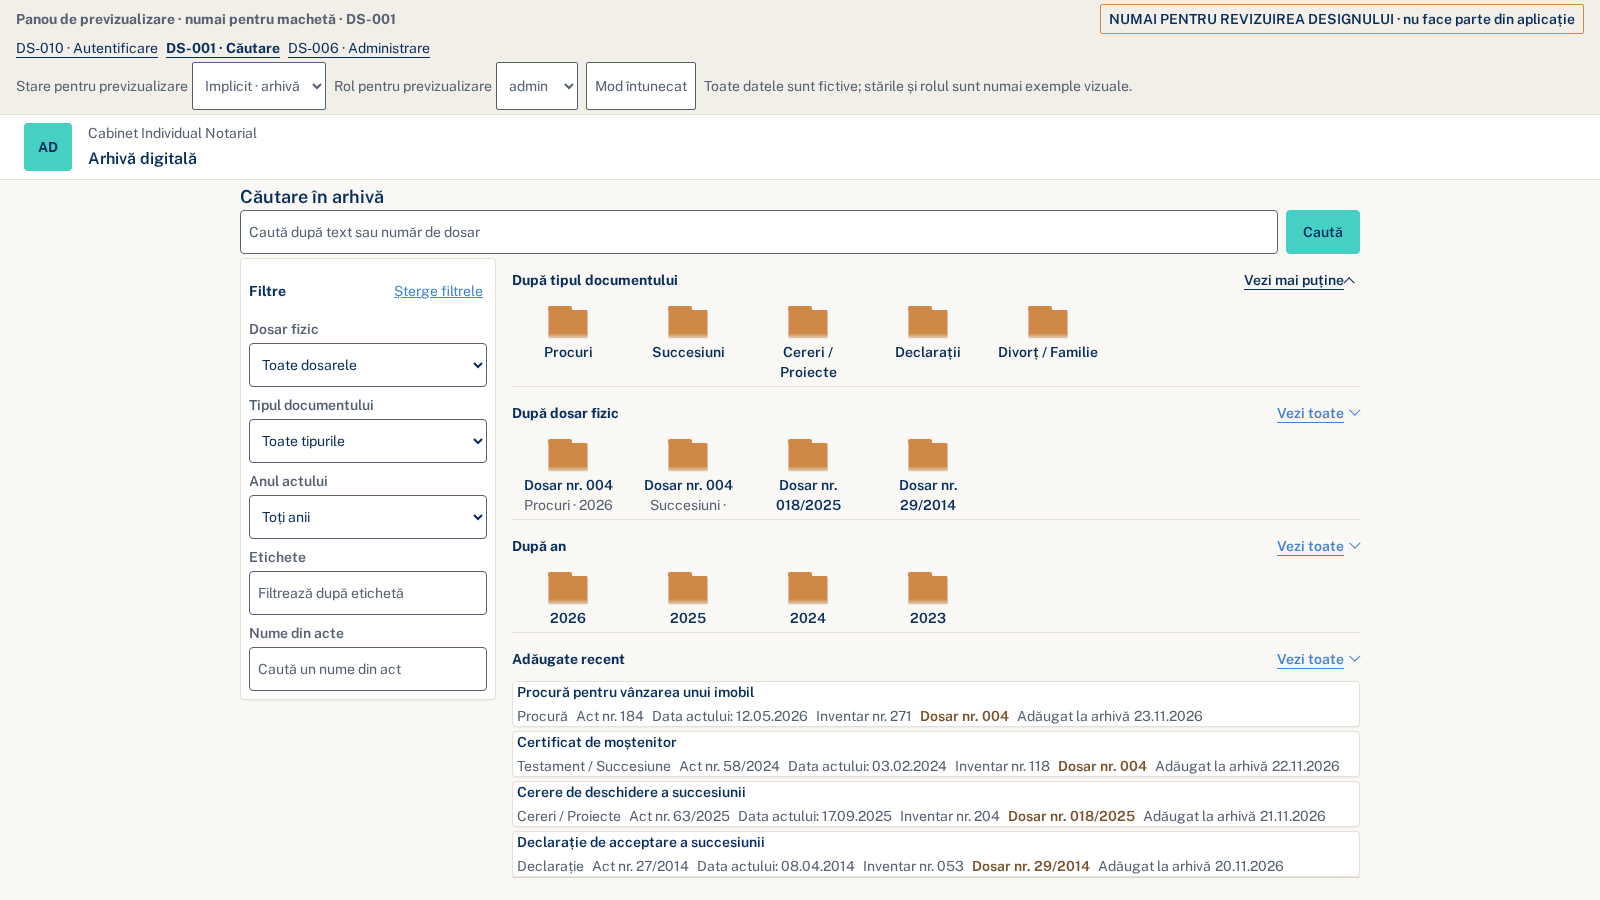 Panou de previzualizare · numai pentru machetă · DS-001
NUMAI PENTRU REVIZUIREA DESIGNULUI · nu face parte din aplicație
DS-010 · Autentificare DS-001 · Căutare DS-006 · Administrare
Stare pentru previzualizare Implicit · arhivă Rol pentru previzualizare admin Mod întunecat Toate datele sunt fictive; stările și rolul sunt numai exemple vizuale.
AD
Cabinet Individual Notarial
Arhivă digitală
Căutare în arhivă
Caută după text sau număr de dosar
Caută
Filtre Șterge filtrele
Dosar fizic
Toate dosarele
Tipul documentului
Toate tipurile
Anul actului
Toți anii
Etichete
Filtrează după etichetă
Nume din acte
Caută un nume din act
După tipul documentului Vezi mai puține
Procuri
Succesiuni
Cereri /
Proiecte
Declarații
Divorț / Familie
După dosar fizic Vezi toate
Dosar nr. 004
Procuri · 2026
Dosar nr. 004
Succesiuni ·
Dosar nr.
018/2025
Dosar nr.
29/2014
După an Vezi toate
2026 2025 2024 2023
Adăugate recent Vezi toate
Procură pentru vânzarea unui imobil
Procură Act nr. 184 Data actului: 12.05.2026 Inventar nr. 271 Dosar nr. 004 Adăugat la arhivă 23.11.2026
Certificat de moștenitor
Testament / Succesiune Act nr. 58/2024 Data actului: 03.02.2024 Inventar nr. 118 Dosar nr. 004 Adăugat la arhivă 22.11.2026
Cerere de deschidere a succesiunii
Cereri / Proiecte Act nr. 63/2025 Data actului: 17.09.2025 Inventar nr. 204 Dosar nr. 018/2025 Adăugat la arhivă 21.11.2026
Declarație de acceptare a succesiunii
Declarație Act nr. 27/2014 Data actului: 08.04.2014 Inventar nr. 053 Dosar nr. 29/2014 Adăugat la arhivă 20.11.2026